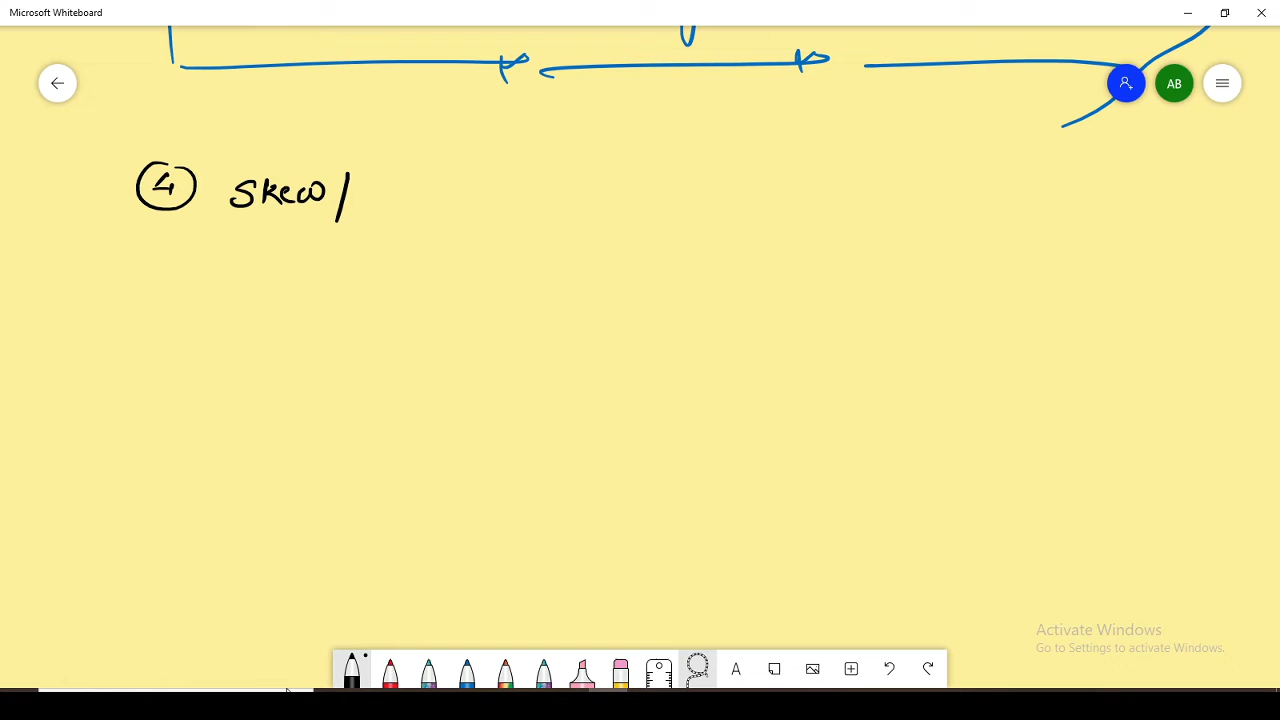 Microsoft Whiteboard
AB
4 Skew /
Activate Windows
Go to Settings to activate Windows.
A